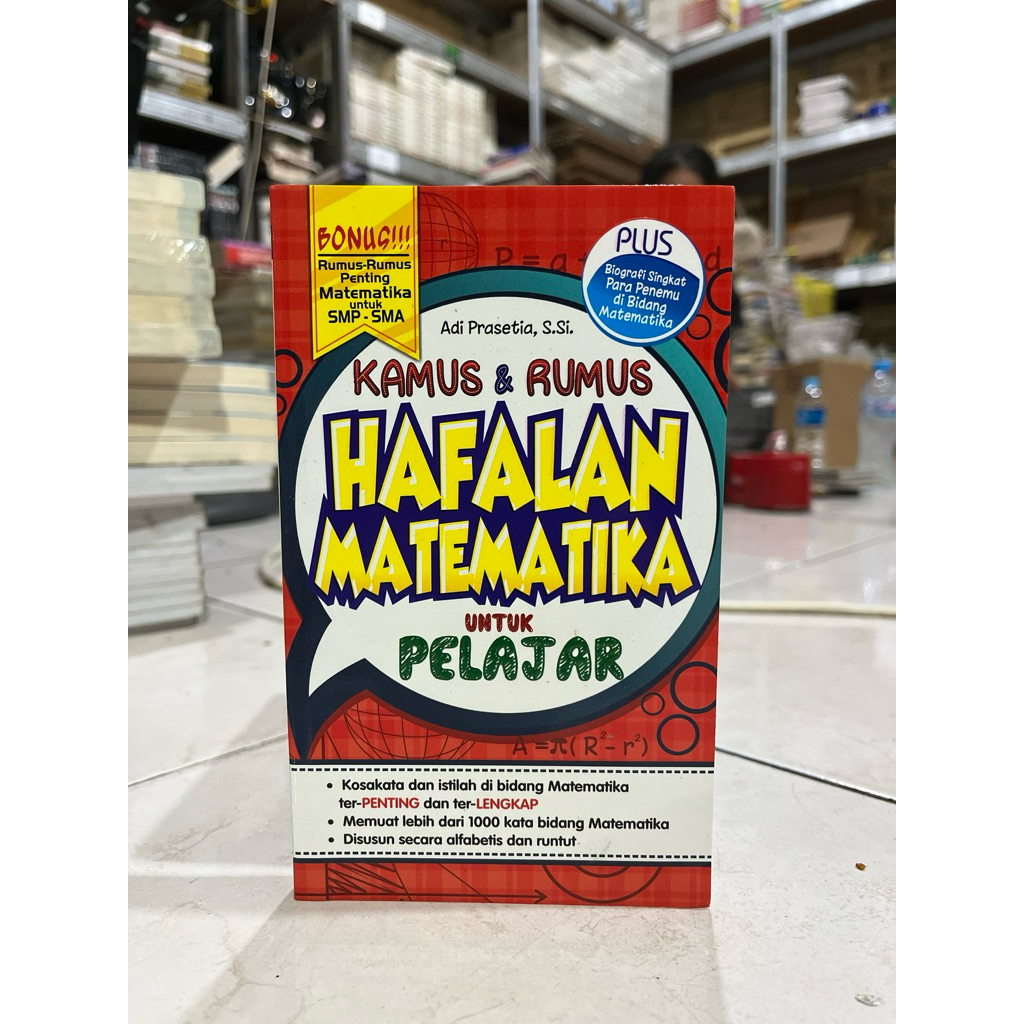 BONUS!!!
Rumus-Rumus
Penting
Matematika
untuk
SMP - SMA
PLUS
Biografi Singkat
Para Penemu
di Bidang
Matematika
P = a +
d
Adi Prasetia, S.Si.
KAMUS & RUMUS
HAFALAN
MATEMATIKA
UNTUK
PELAJAR
A = π(R²- r²)
• Kosakata dan istilah di bidang Matematika
ter-PENTING dan ter-LENGKAP
• Memuat lebih dari 1000 kata bidang Matematika
• Disusun secara alfabetis dan runtut